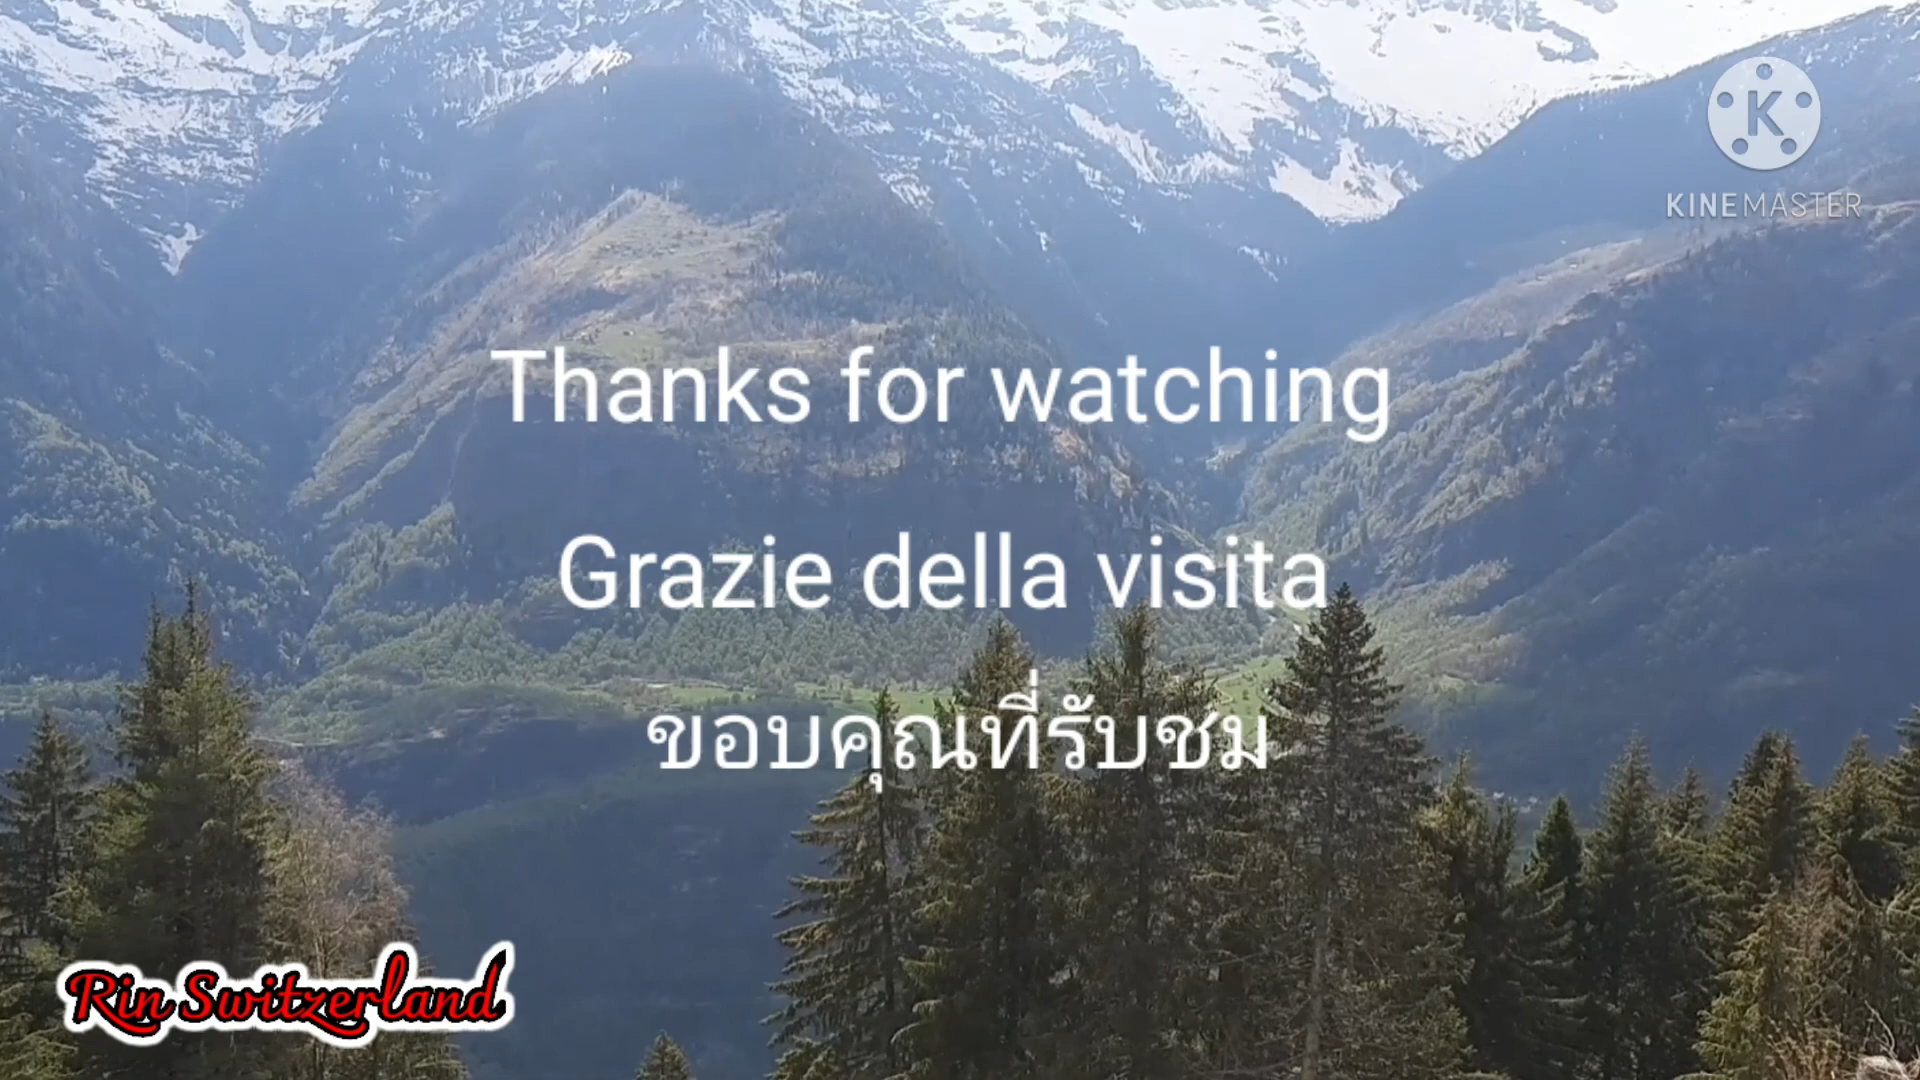 K
KINEMASTER
Thanks for watching
Grazie della visita
ขอบคุณที่รับชม
Rin Switzerland